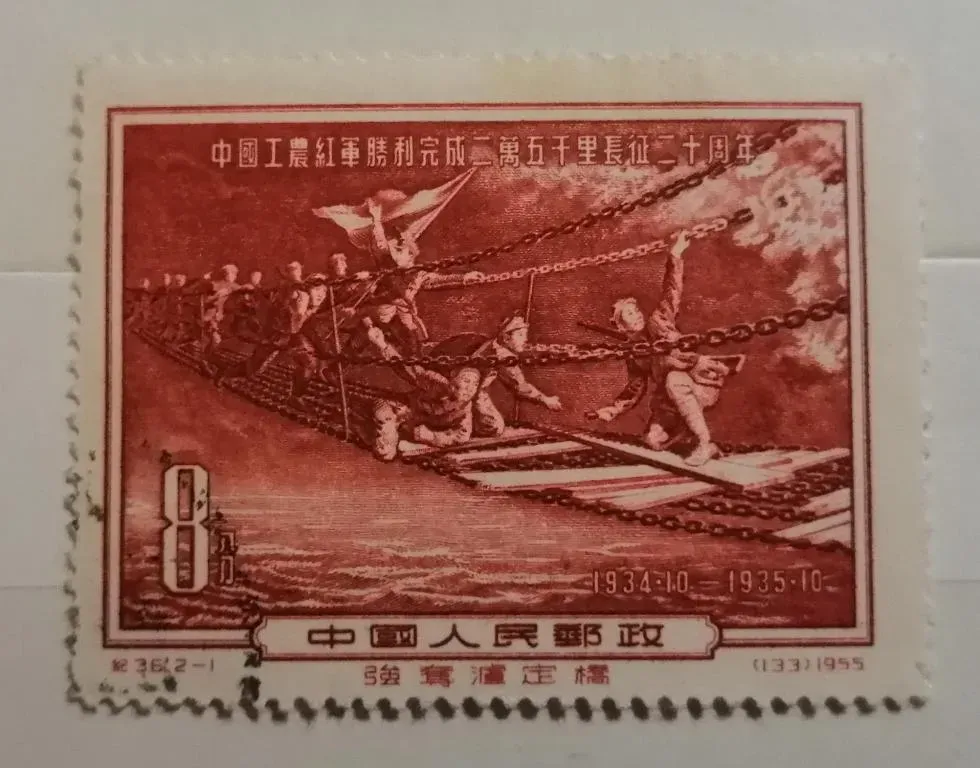 中國工農紅軍勝利完成二萬五千里長征二十周年
8
八分
1934·10—1935·10
中國人民郵政
紀36.2-1
強奪瀘定橋
(133)1955